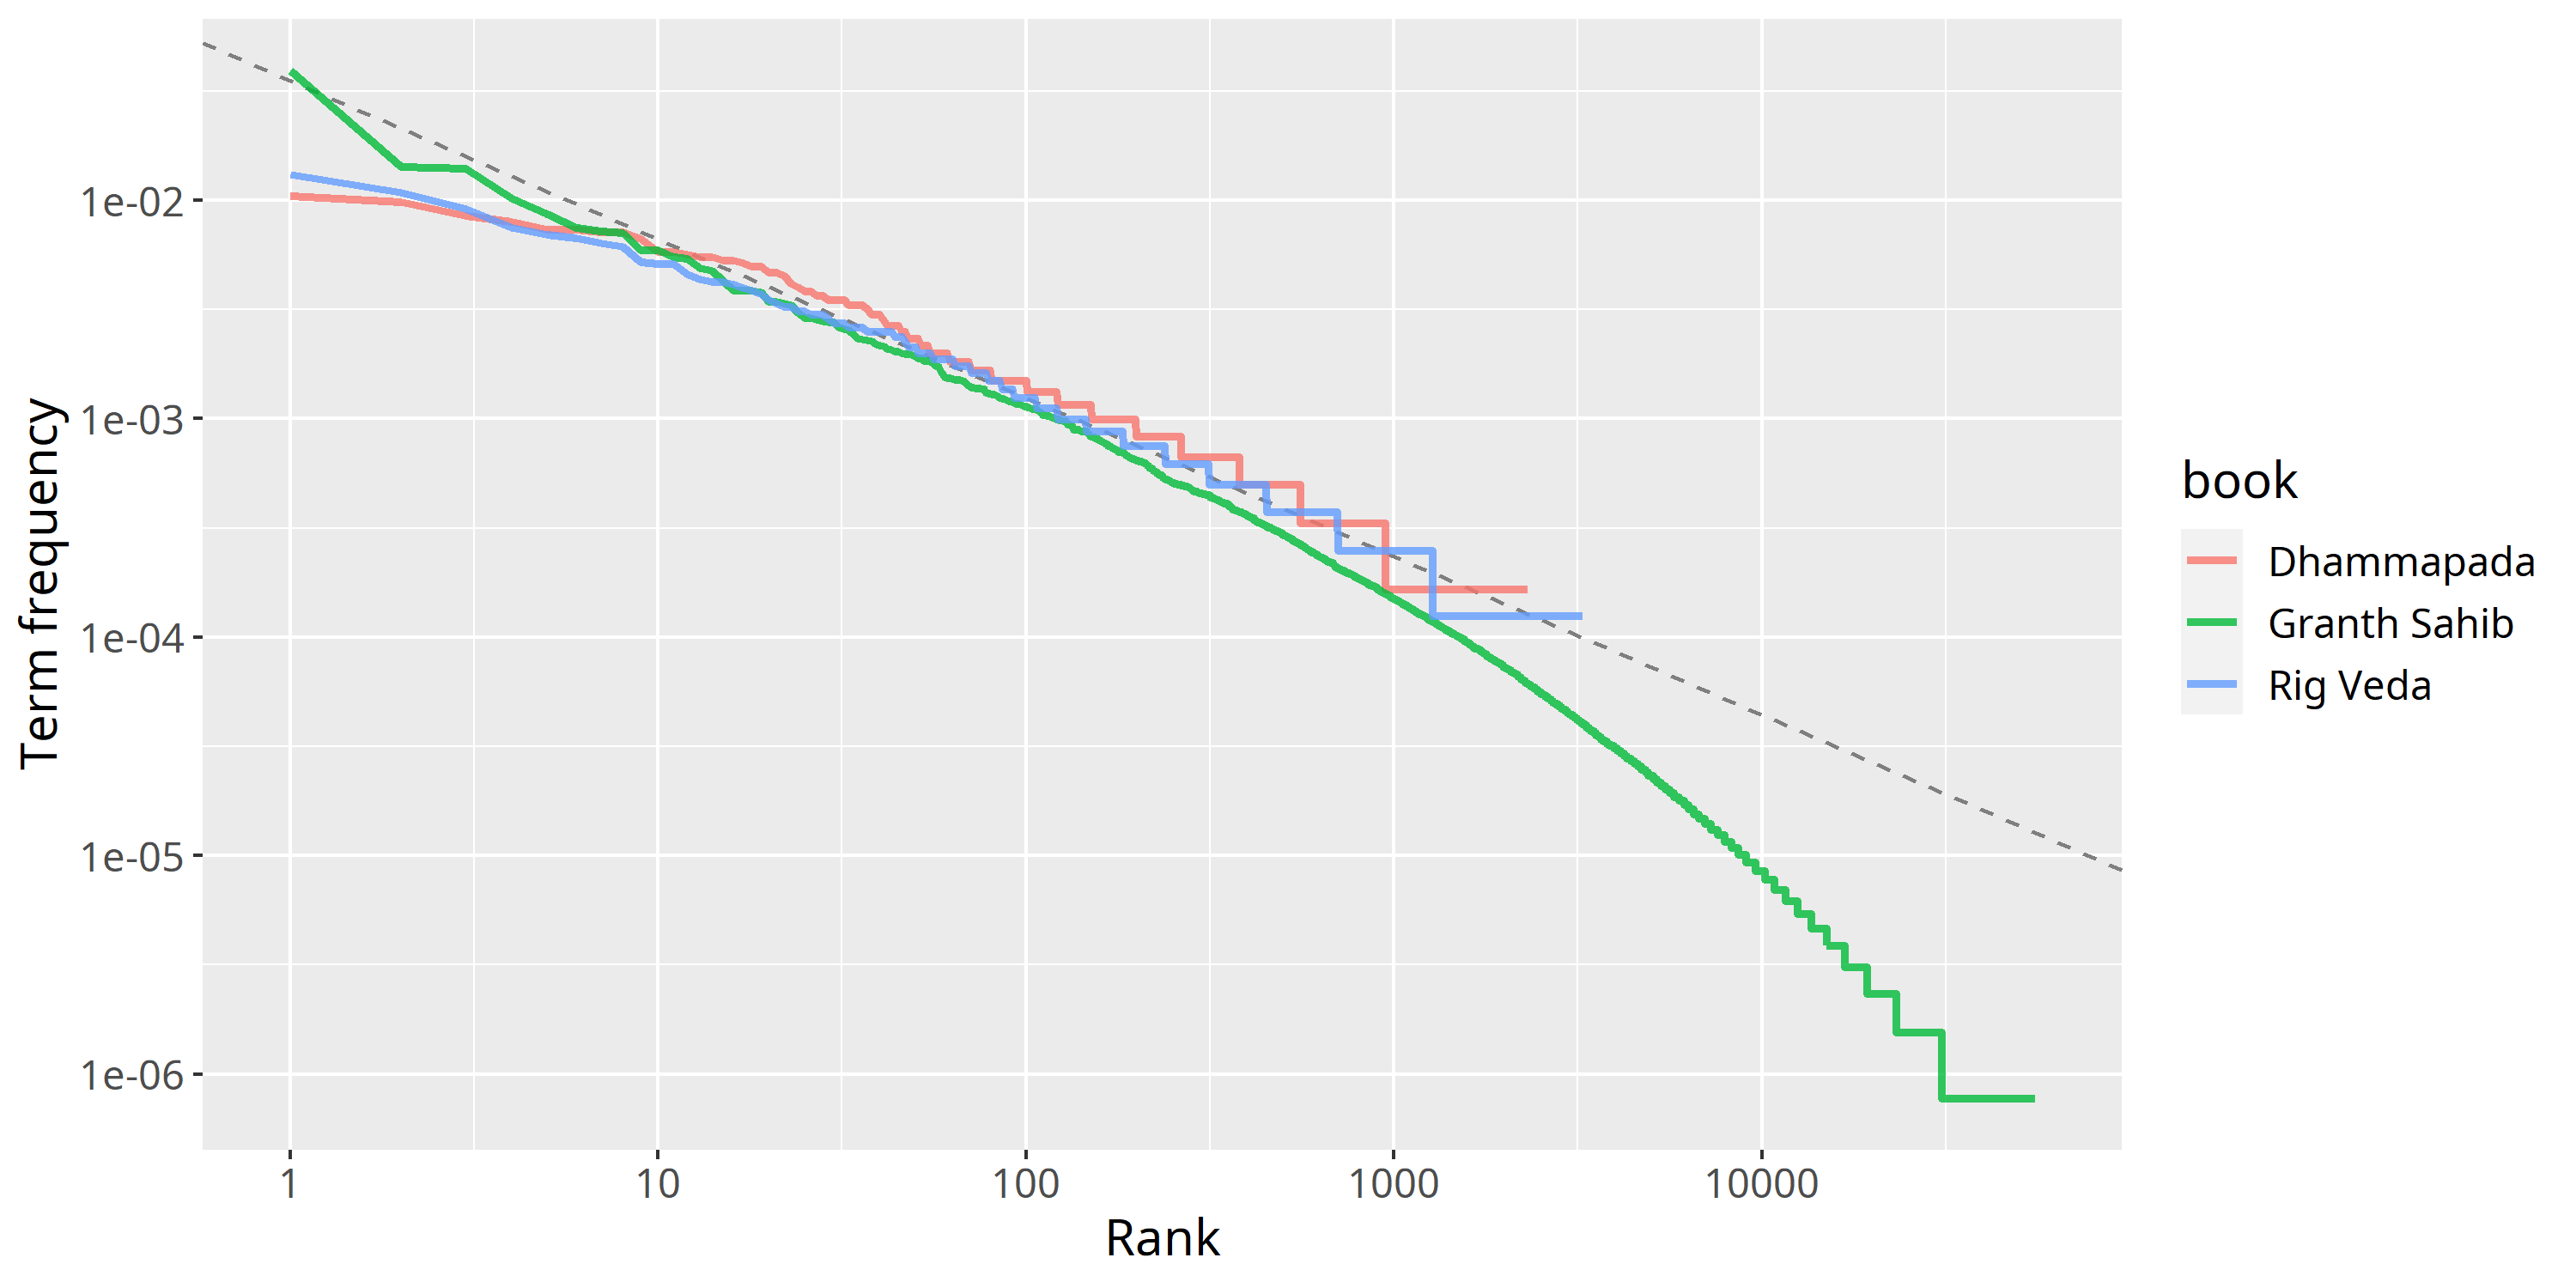 1e-02
1e-03
1e-04
1e-05
1e-06
Term frequency
1
10
100
1000
10000
Rank
book
Dhammapada
Granth Sahib
Rig Veda